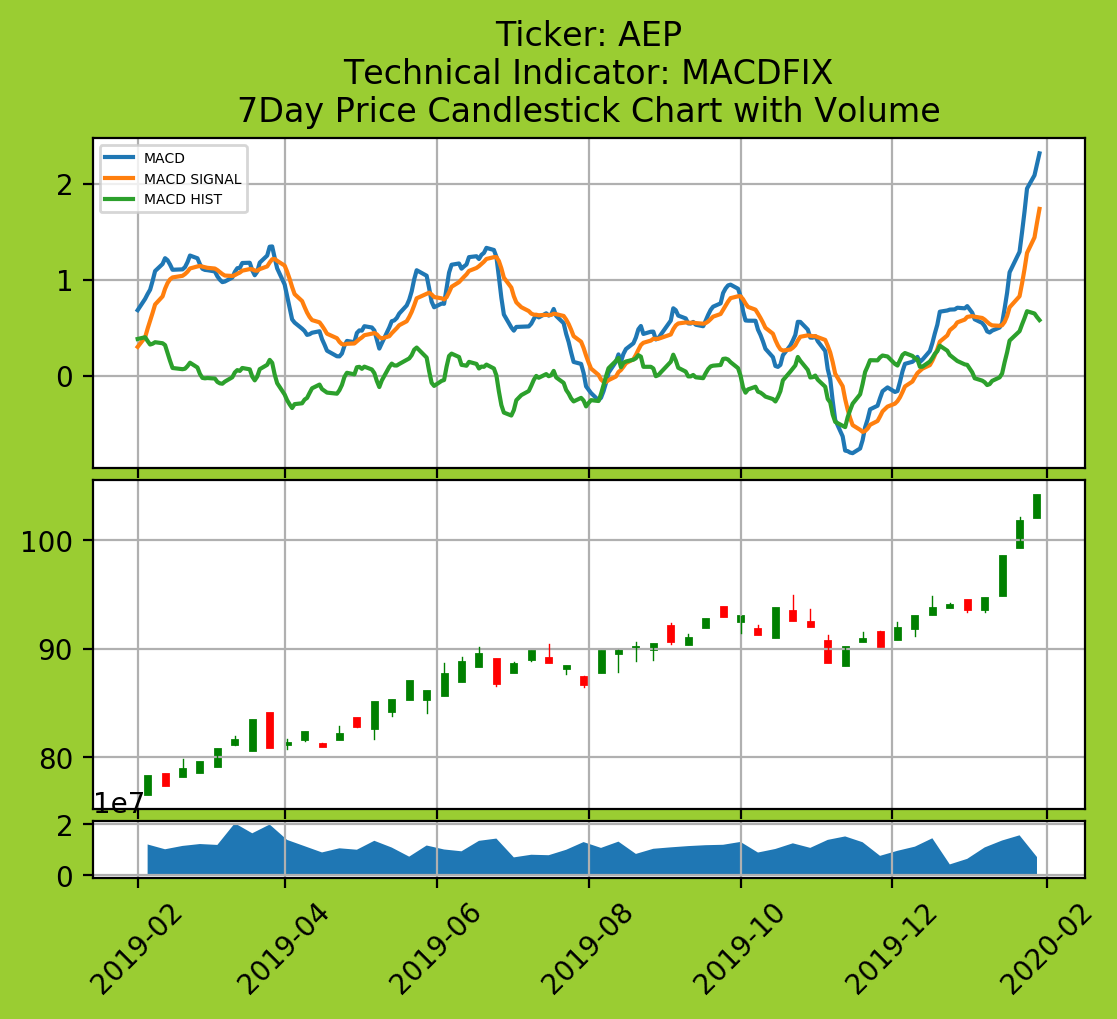 Ticker: AEP
Technical Indicator: MACDFIX
7Day Price Candlestick Chart with Volume
MACD
MACD SIGNAL
MACD HIST
2
1
0
100
90
80
1e7
2
0
2019-02
2019-04
2019-06
2019-08
2019-10
2019-12
2020-02